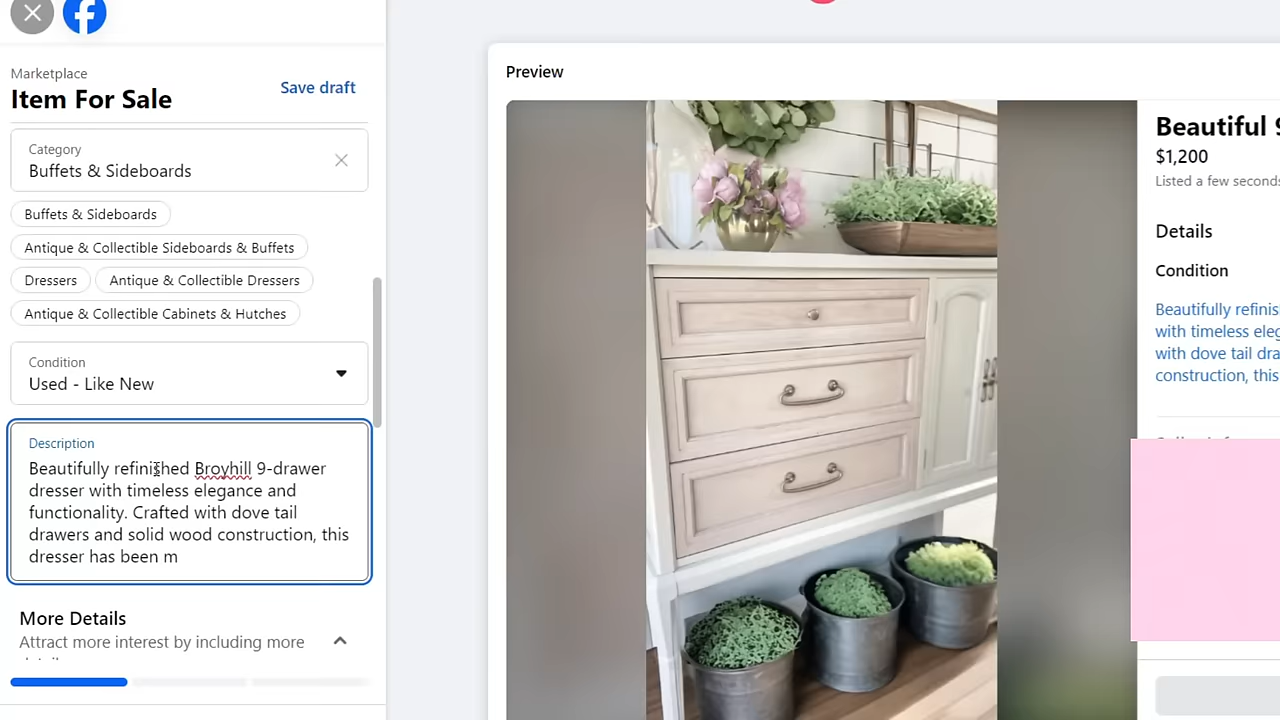 Marketplace
Item For Sale
Save draft
Category
Buffets & Sideboards
Buffets & Sideboards
Antique & Collectible Sideboards & Buffets
Dressers
Antique & Collectible Dressers
Antique & Collectible Cabinets & Hutches
Condition
Used - Like New
Description
Beautifully refinished Broyhill 9-drawer
dresser with timeless elegance and
functionality. Crafted with dove tail
drawers and solid wood construction, this
dresser has been m
More Details
Attract more interest by including more
Preview
Beautiful
$1,200
Listed a few seconds
Details
Condition
Beautifully refinis
with timeless eleg
with dove tail dra
construction, this